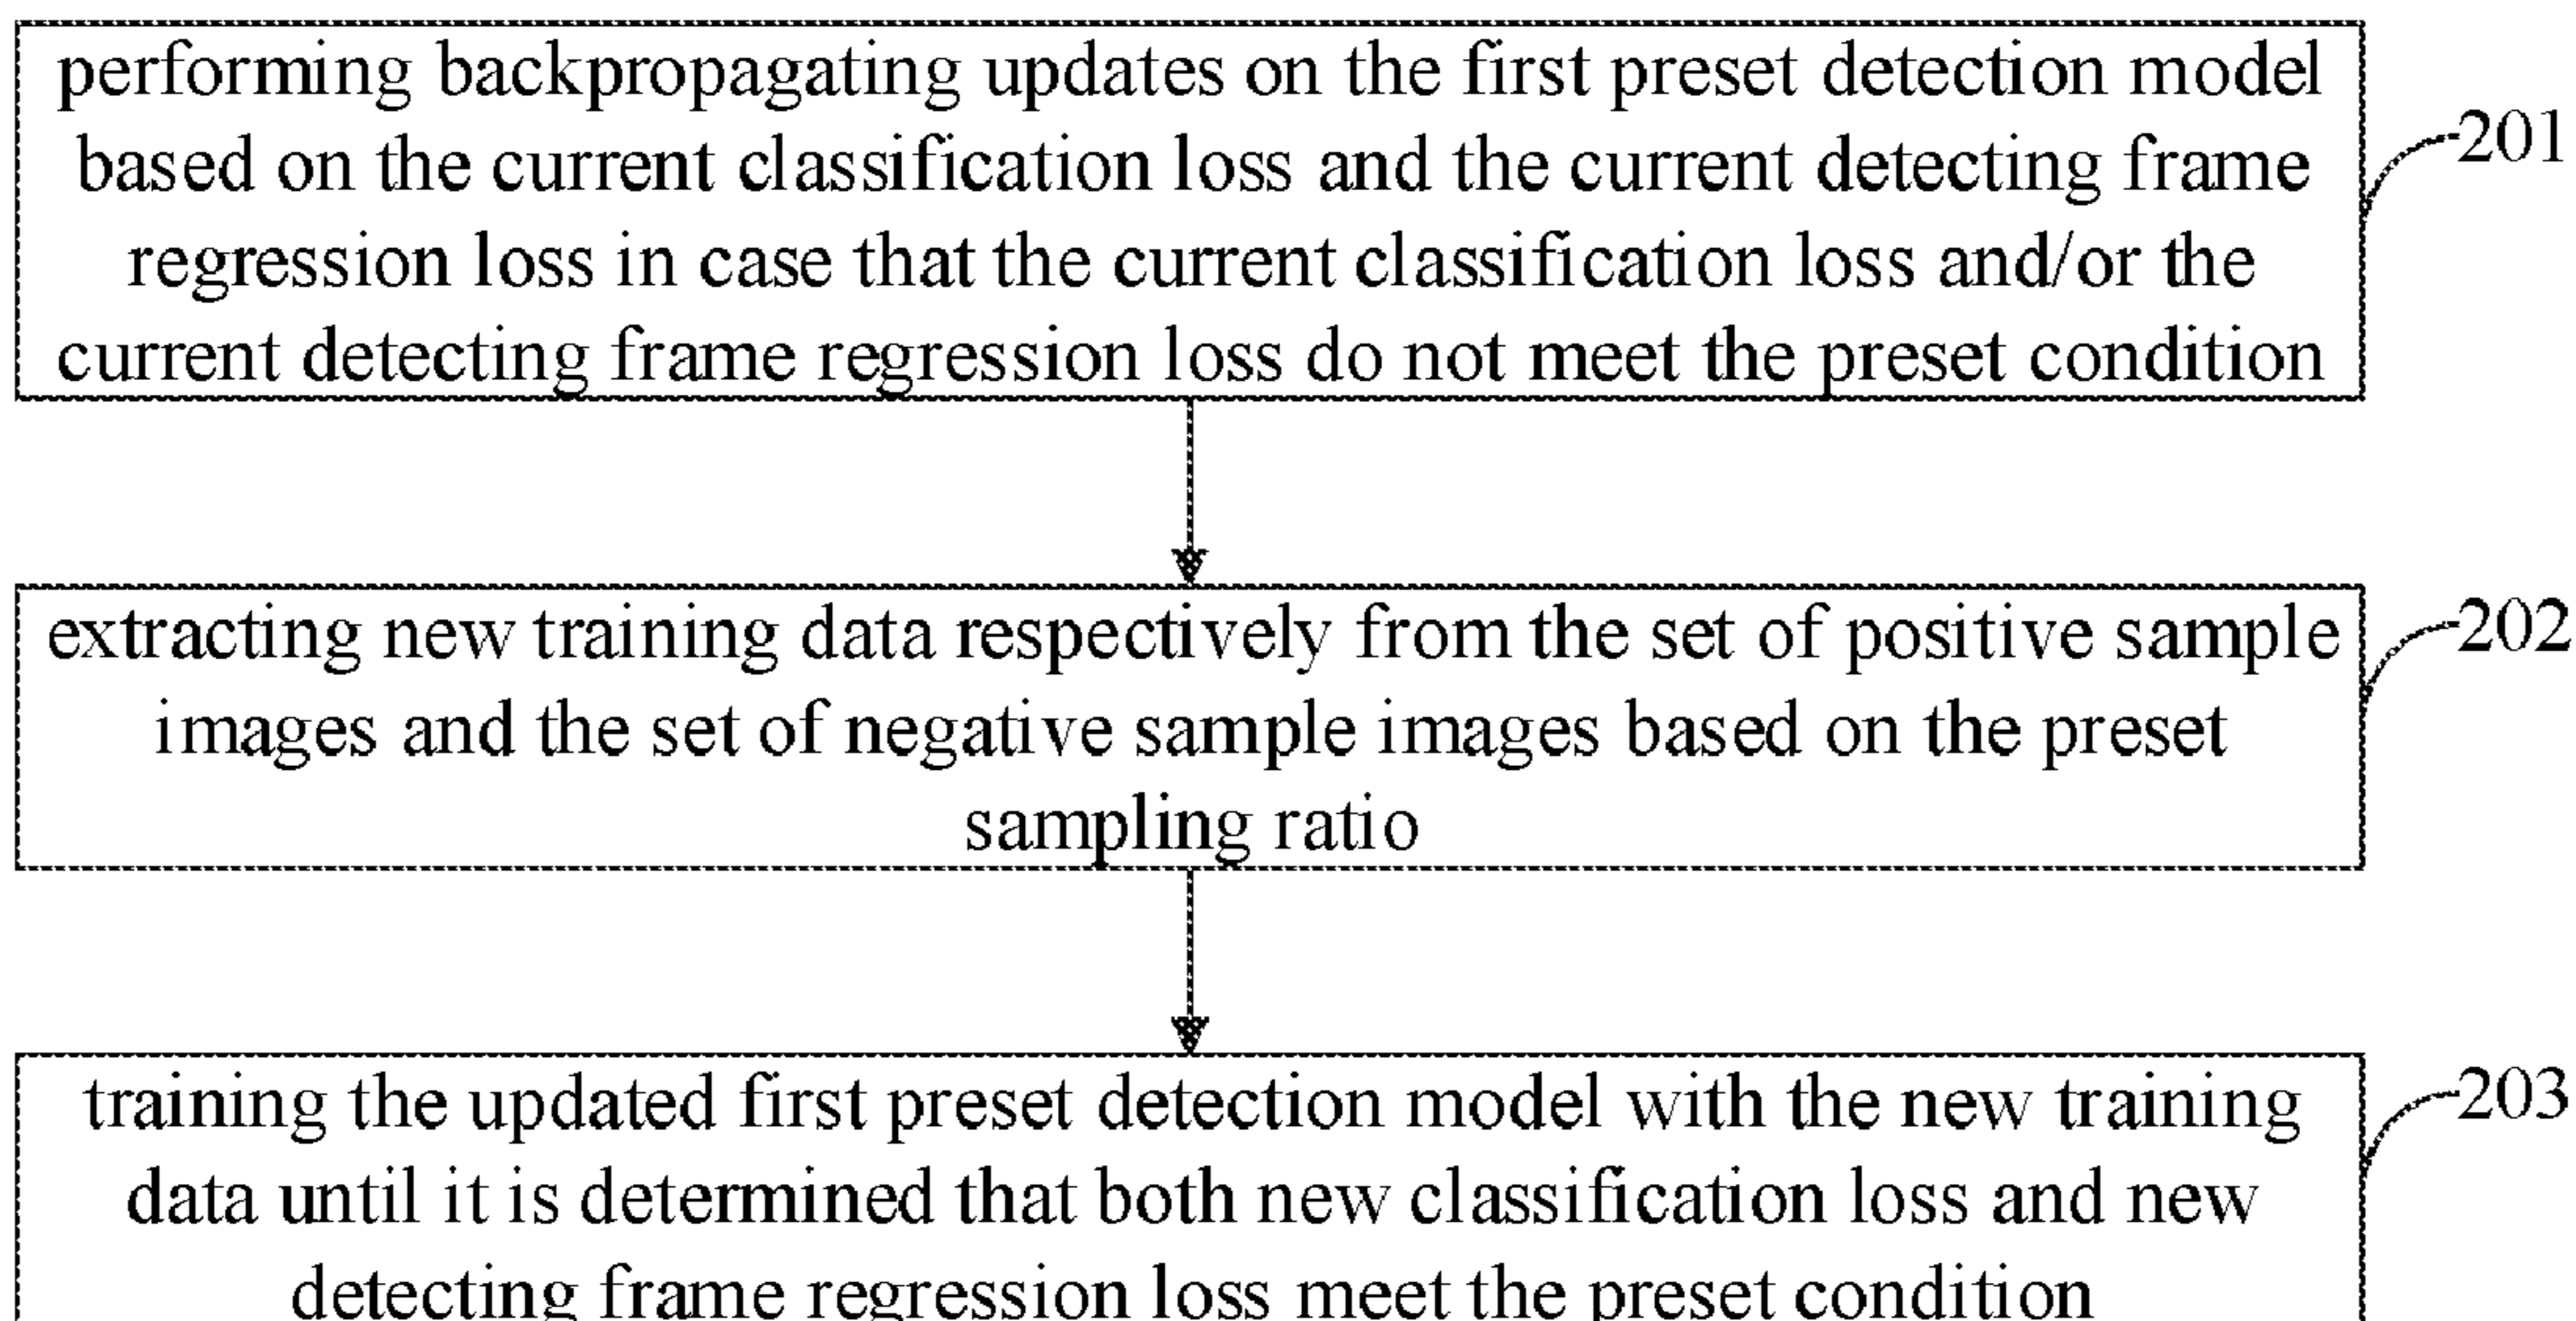 performing backpropagating updates on the first preset detection model
based on the current classification loss and the current detecting frame
regression loss in case that the current classification loss and/or the
current detecting frame regression loss do not meet the preset condition
201
extracting new training data respectively from the set of positive sample
images and the set of negative sample images based on the preset
sampling ratio
202
training the updated first preset detection model with the new training
data until it is determined that both new classification loss and new
detecting frame regression loss meet the preset condition
203